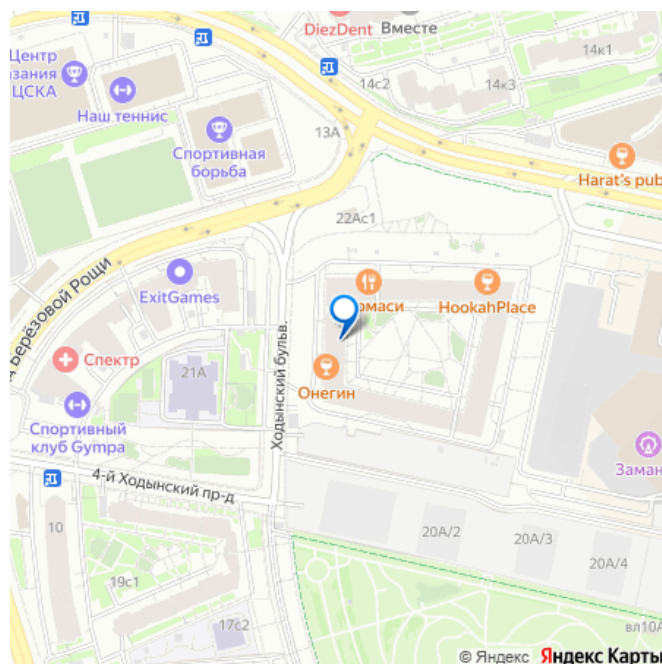 DiezDent
Вместе
14к1
Центр
азания
ЦСКА
Наш теннис
14с2
14к3
13А
Спортивная
борьба
Harat's pub
22Ас1
Берёзовой Рощи
ExitGames
омаси
HookahPlace
Ходынский бульв.
Спектр
21А
Онегин
Спортивный
клуб Gympa
Заман
4-й Ходынский пр-д
10
20А/2
20А/3
20А/4
19с1
17с2
вл10А
© Яндекс Яндекс Карты